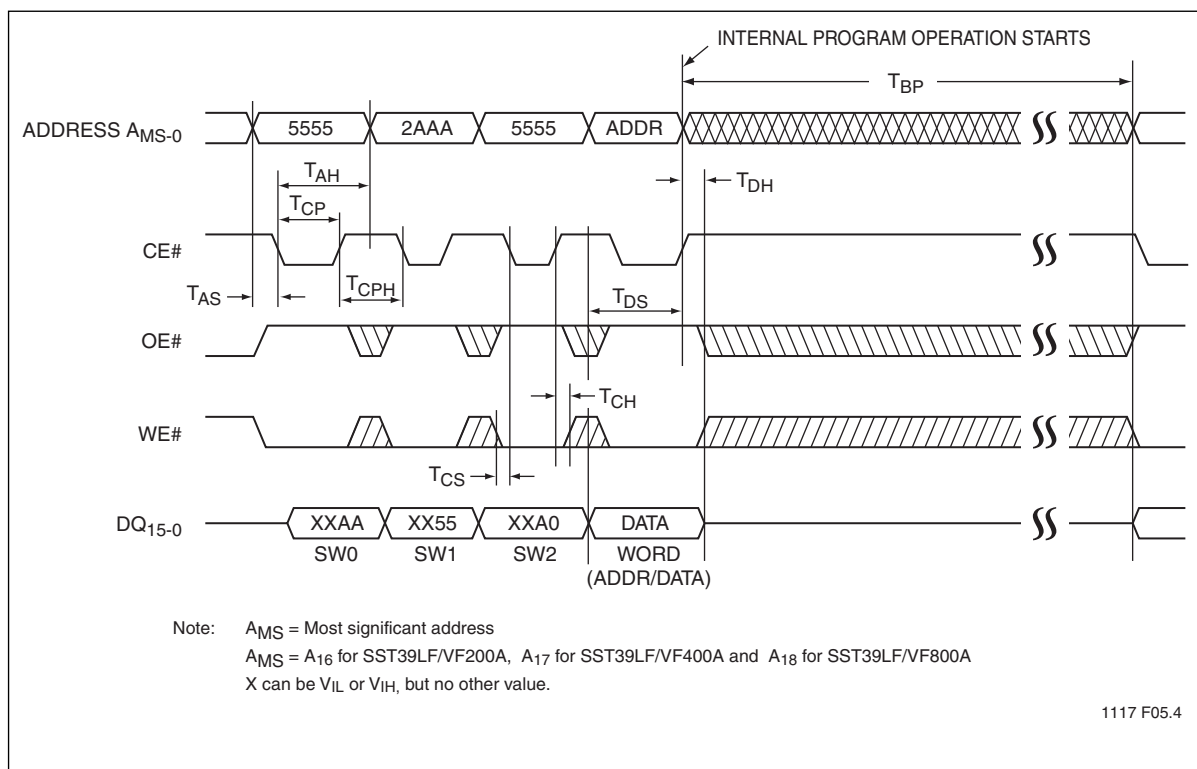 INTERNAL PROGRAM OPERATION STARTS
TBP
ADDRESS AMS-0
5555
2AAA
5555
ADDR
TAH
TDH
TCP
CE#
TAS
TCPH
TDS
OE#
TCH
WE#
TCS
DQ15-0
XXAA
XX55
XXA0
DATA
SW0
SW1
SW2
WORD
(ADDR/DATA)
Note: AMS = Most significant address
AMS = A16 for SST39LF/VF200A, A17 for SST39LF/VF400A and A18 for SST39LF/VF800A
X can be VIL or VIH, but no other value.
1117 F05.4